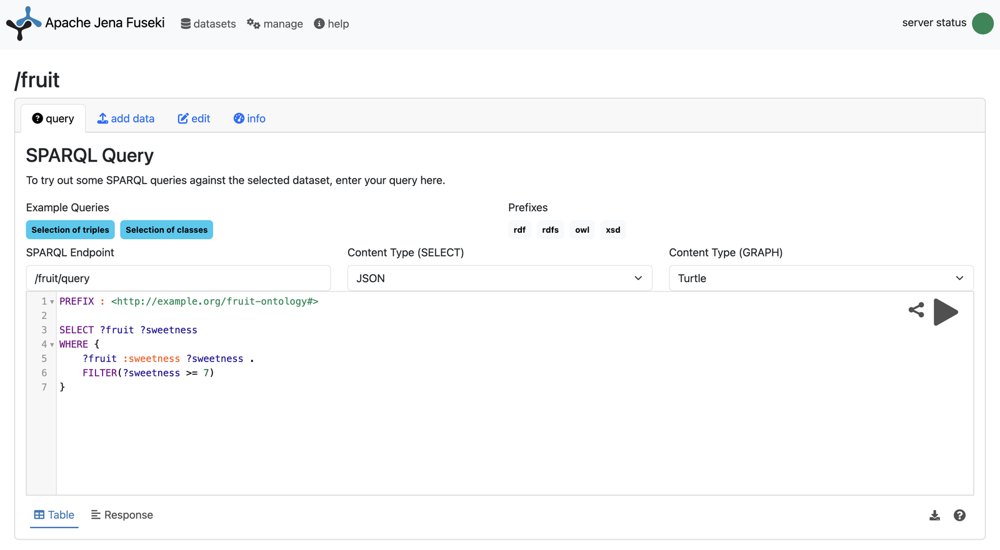 Apache Jena Fuseki datasets manage help server status
/fruit
query add data edit info
SPARQL Query
To try out some SPARQL queries against the selected dataset, enter your query here.
Example Queries Prefixes
Selection of triples Selection of classes rdf rdfs owl xsd
SPARQL Endpoint Content Type (SELECT) Content Type (GRAPH)
/fruit/query JSON Turtle
1 PREFIX : <http://example.org/fruit-ontology#>
2
3 SELECT ?fruit ?sweetness
4 WHERE {
5 ?fruit :sweetness ?sweetness .
6 FILTER(?sweetness >= 7)
7 }
Table Response